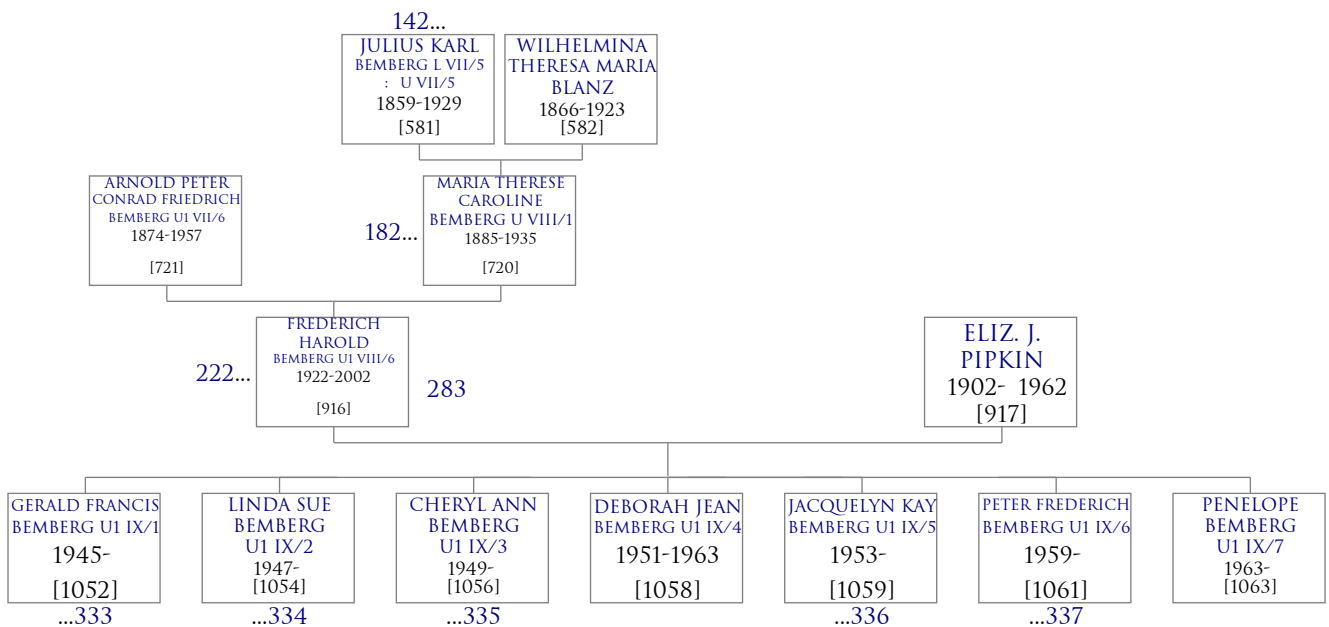 142...
JULIUS KARL
BEMBERG L VII/5
: U VII/5
1859-1929
[581]
WILHELMINA
THERESA MARIA
BLANZ
1866-1923
[582]
ARNOLD PETER
CONRAD FRIEDRICH
BEMBERG U1 VII/6
1874-1957
[721]
182...
MARIA THERESE
CAROLINE
BEMBERG U VIII/1
1885-1935
[720]
222...
FREDERICH
HAROLD
BEMBERG U1 VIII/6
1922-2002
[916]
283
ELIZ. J.
PIPKIN
1902- 1962
[917]
GERALD FRANCIS
BEMBERG U1 IX/1
1945-
[1052]
...333
LINDA SUE
BEMBERG
U1 IX/2
1947-
[1054]
...334
CHERYL ANN
BEMBERG
U1 IX/3
1949-
[1056]
...335
DEBORAH JEAN
BEMBERG U1 IX/4
1951-1963
[1058]
JACQUELYN KAY
BEMBERG U1 IX/5
1953-
[1059]
...336
PETER FREDERICH
BEMBERG U1 IX/6
1959-
[1061]
...337
PENELOPE
BEMBERG
U1 IX/7
1963-
[1063]